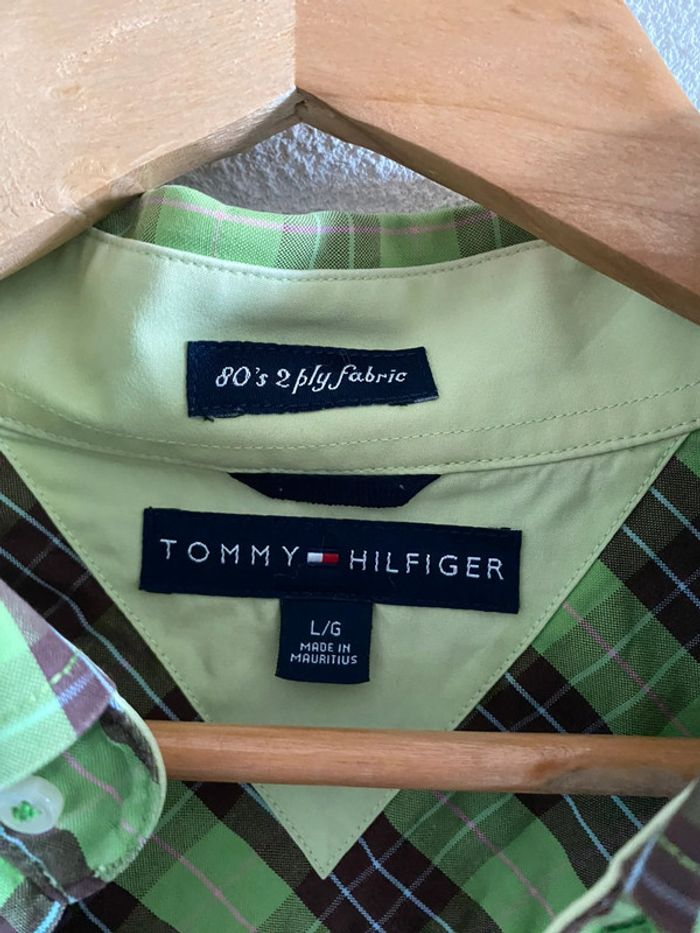 80's 2 ply fabric
TOMMY HILFIGER
L/G
MADE IN
MAURITIUS